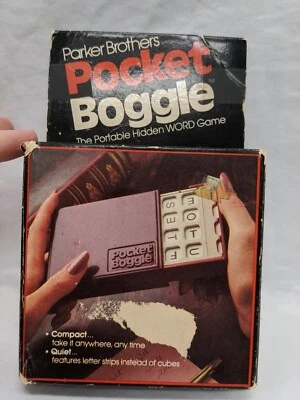 Parker Brothers
Pocket
Boggle
The Portable Hidden WORD Game
Pocket
Boggle
• Compact...
take it anywhere, any time
• Quiet...
features letter strips instead of cubes